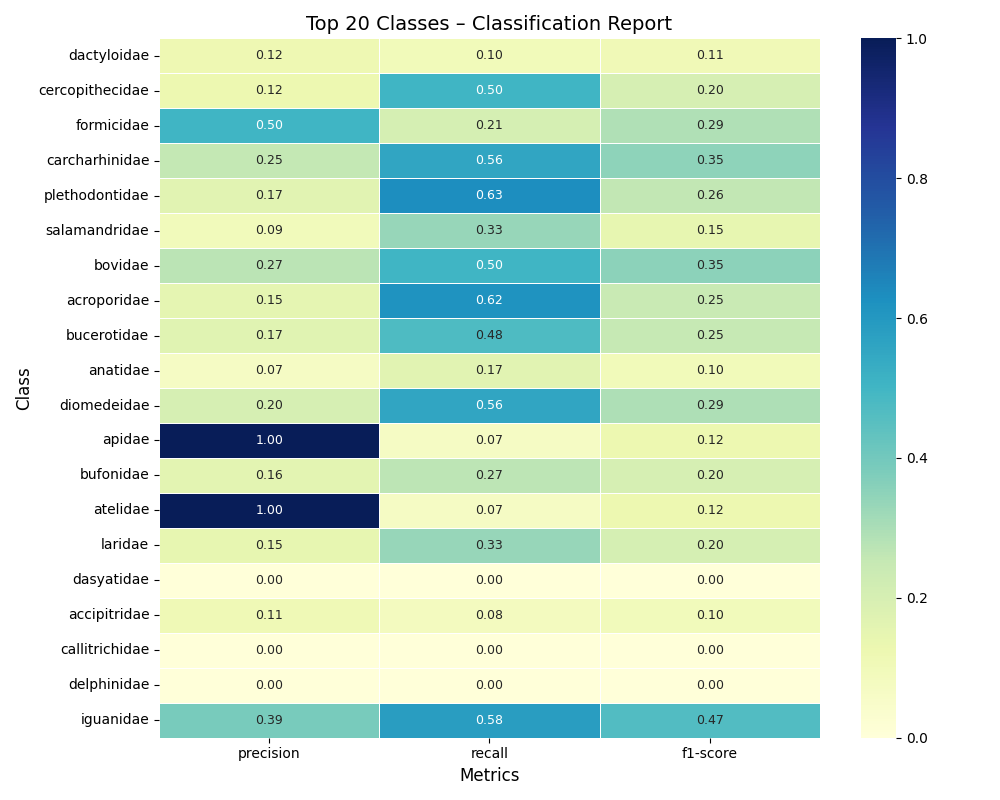 Top 20 Classes – Classification Report
dactyloidae 0.12 0.10 0.11
cercopithecidae 0.12 0.50 0.20
formicidae 0.50 0.21 0.29
carcharhinidae 0.25 0.56 0.35
plethodontidae 0.17 0.63 0.26
salamandridae 0.09 0.33 0.15
bovidae 0.27 0.50 0.35
acroporidae 0.15 0.62 0.25
bucerotidae 0.17 0.48 0.25
anatidae 0.07 0.17 0.10
diomedeidae 0.20 0.56 0.29
apidae 1.00 0.07 0.12
bufonidae 0.16 0.27 0.20
atelidae 1.00 0.07 0.12
laridae 0.15 0.33 0.20
dasyatidae 0.00 0.00 0.00
accipitridae 0.11 0.08 0.10
callitrichidae 0.00 0.00 0.00
delphinidae 0.00 0.00 0.00
iguanidae 0.39 0.58 0.47
precision recall f1-score
Metrics
Class
1.0
0.8
0.6
0.4
0.2
0.0